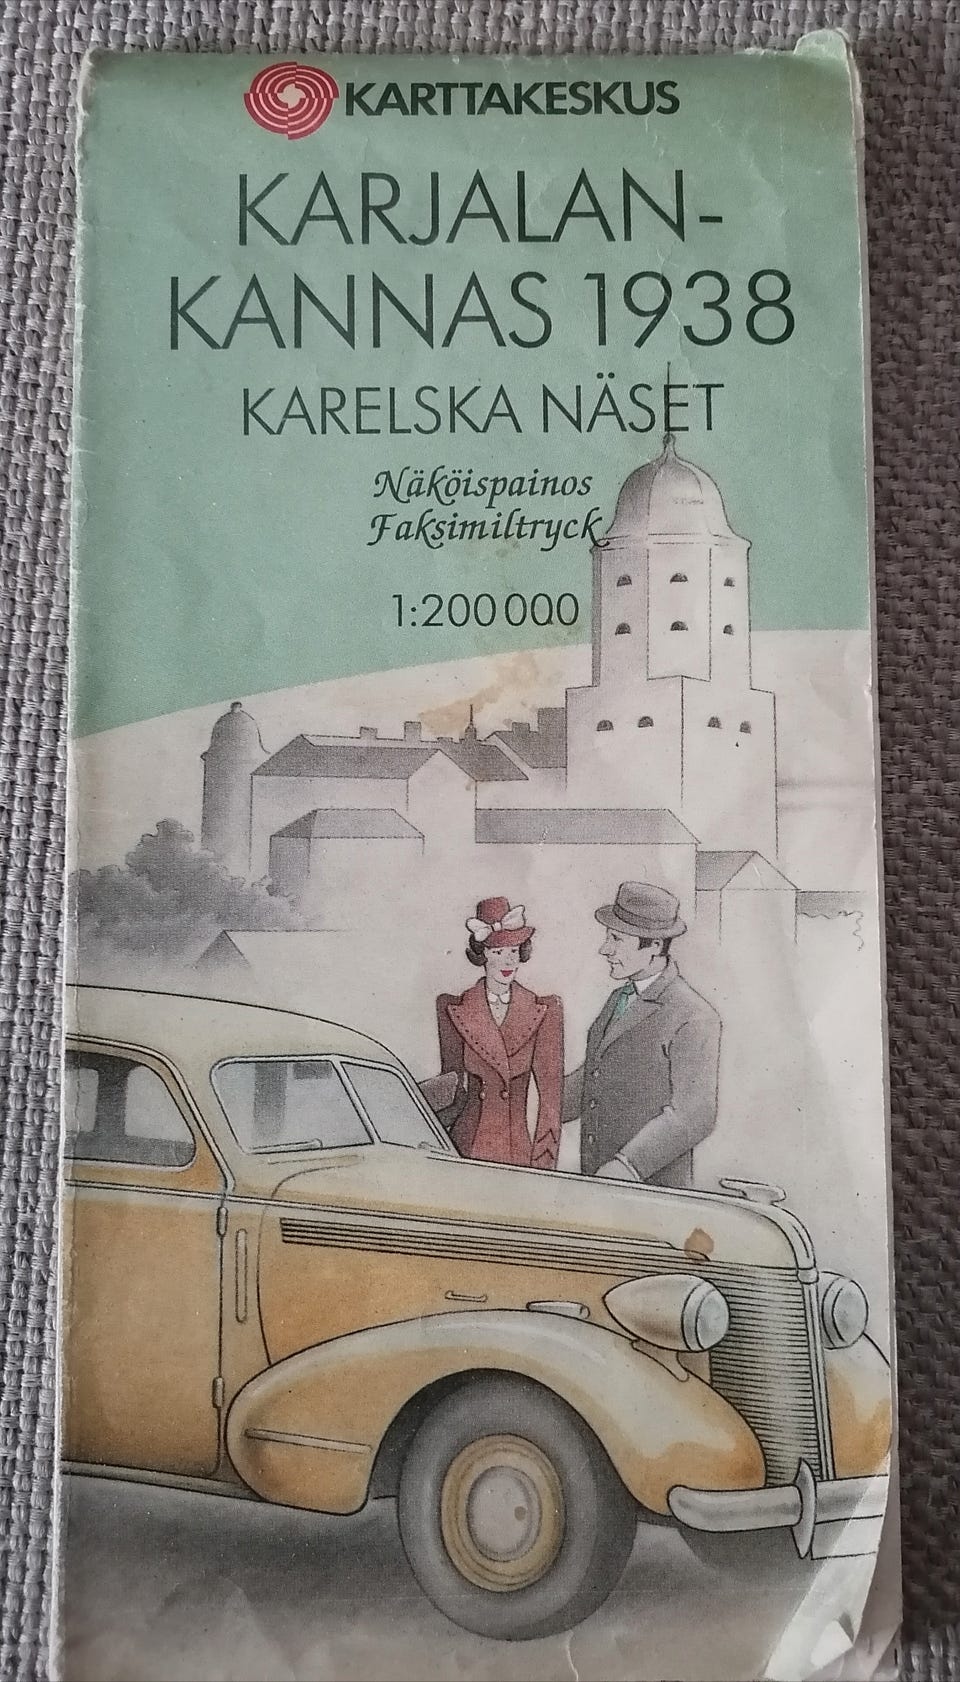 KARTTAKESKUS
KARJALAN-
KANNAS 1938
KARELSKA NÄSET
Näköispainos
Faksimiltryck
1:200 000